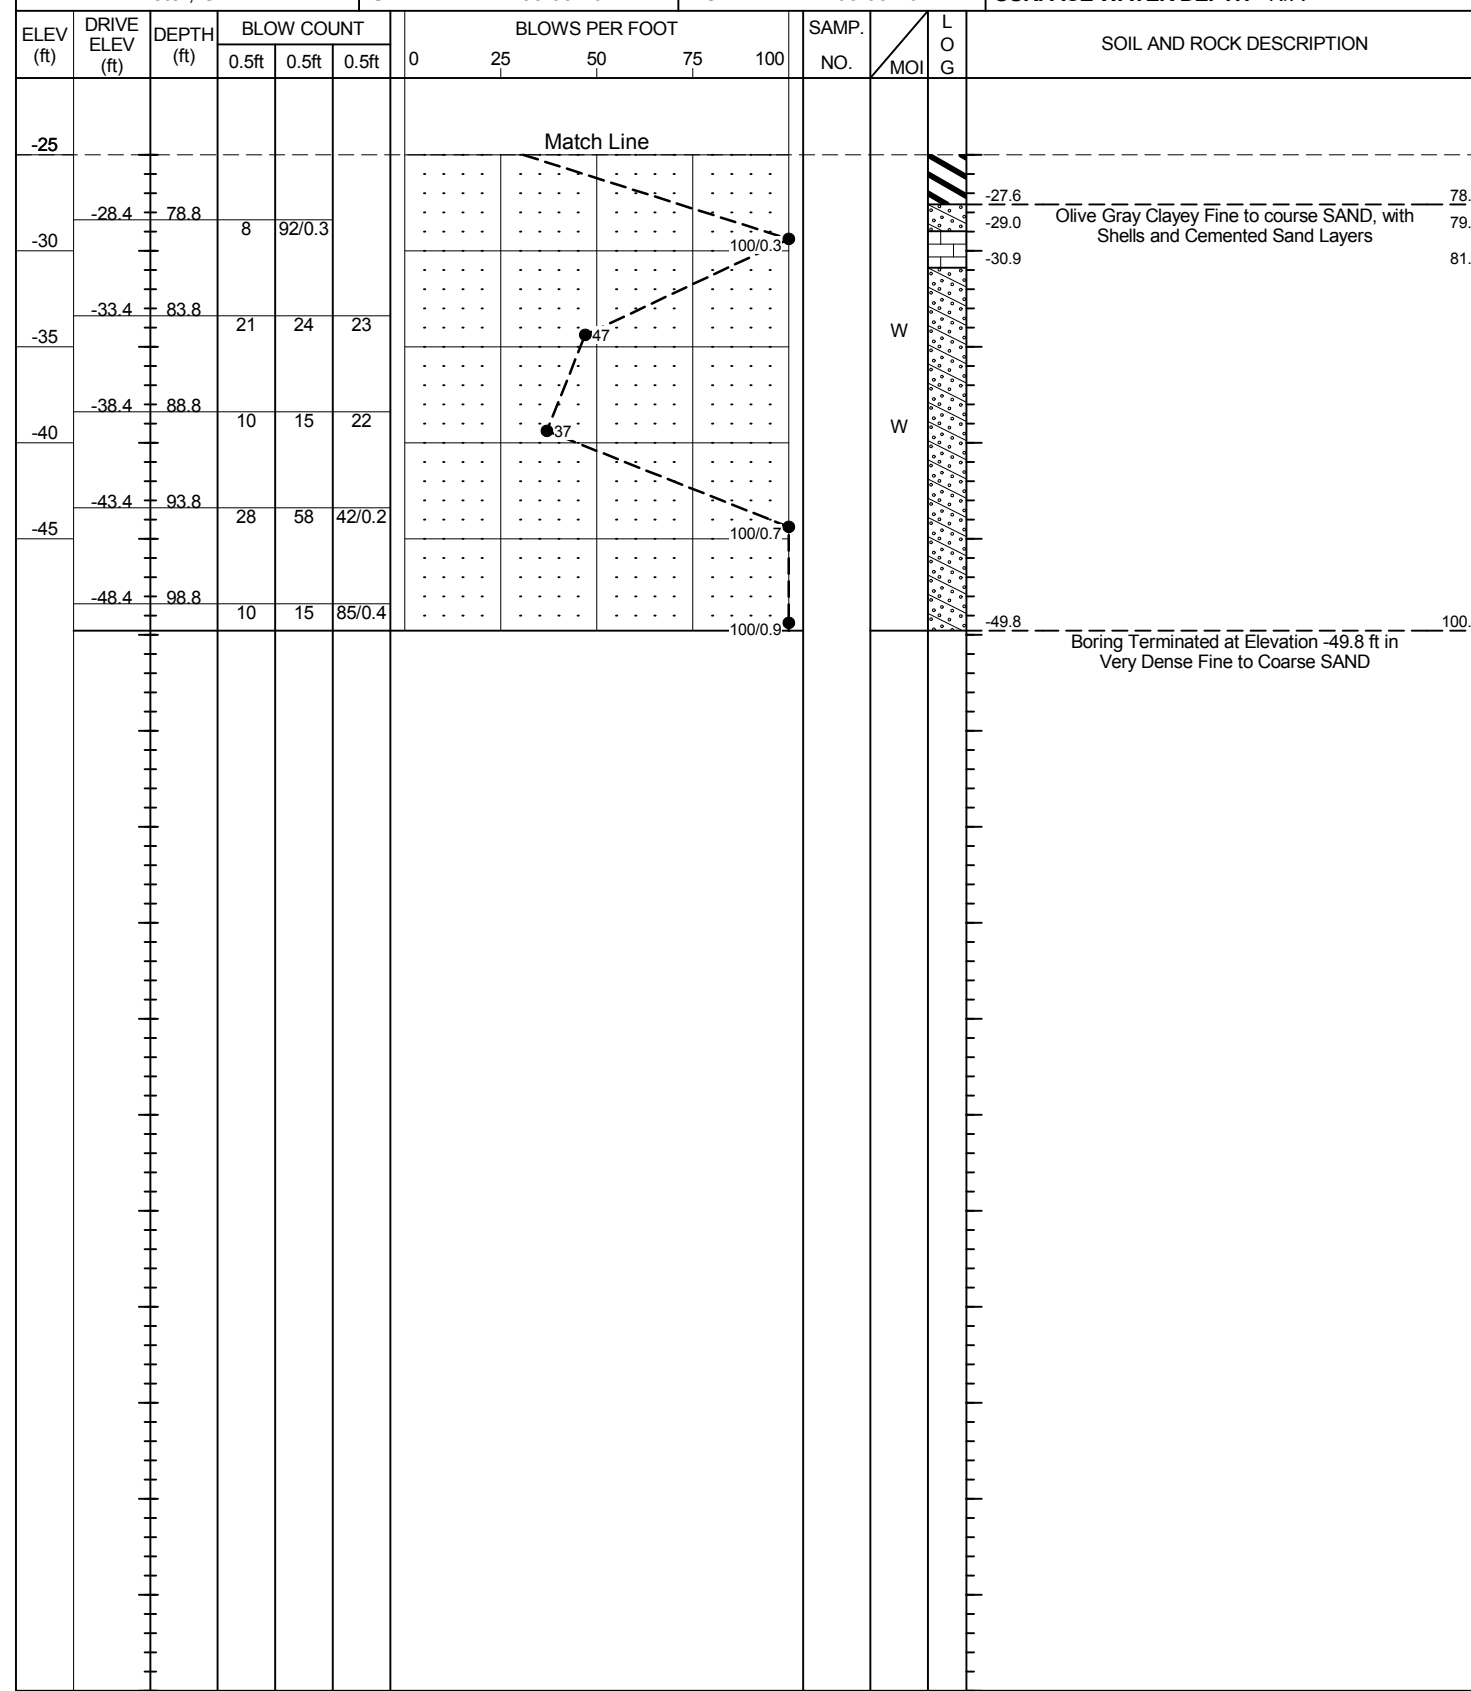 SURFACE WATER DEPTH N/A
ELEV (ft) DRIVE ELEV (ft) DEPTH (ft) BLOW COUNT BLOWS PER FOOT SAMP. NO. MOI LOG SOIL AND ROCK DESCRIPTION
0.5ft 0.5ft 0.5ft 0 25 50 75 100
-25 Match Line
-27.6 78.
-28.4 78.8 8 92/0.3 100/0.3
Olive Gray Clayey Fine to course SAND, with
Shells and Cemented Sand Layers
-29.0 79.
-30
-30.9 81.
-33.4 83.8 21 24 23 47 W
-35
-38.4 88.8 10 15 22 37 W
-40
-43.4 93.8 28 58 42/0.2 100/0.7
-45
-48.4 98.8 10 15 85/0.4 100/0.9
-49.8 100.
Boring Terminated at Elevation -49.8 ft in
Very Dense Fine to Coarse SAND